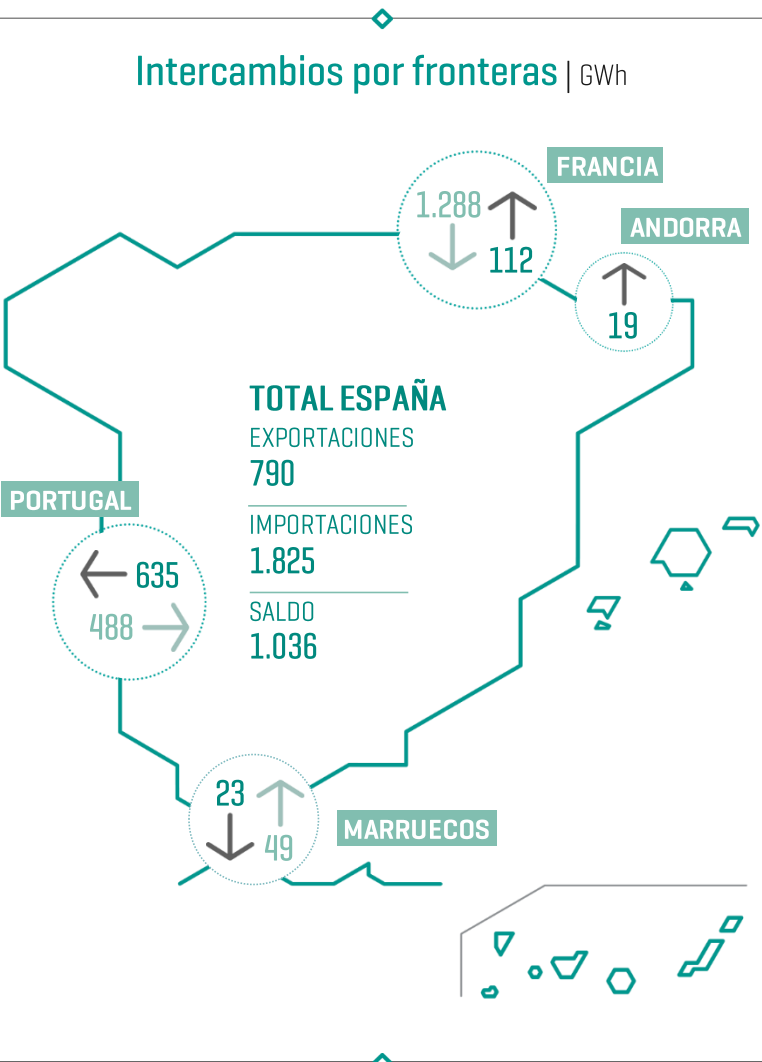 Intercambios por fronteras | GWh
FRANCIA
1.288
112
ANDORRA
19
TOTAL ESPAÑA
EXPORTACIONES
790
IMPORTACIONES
1.825
SALDO
1.036
PORTUGAL
635
488
23
49
MARRUECOS